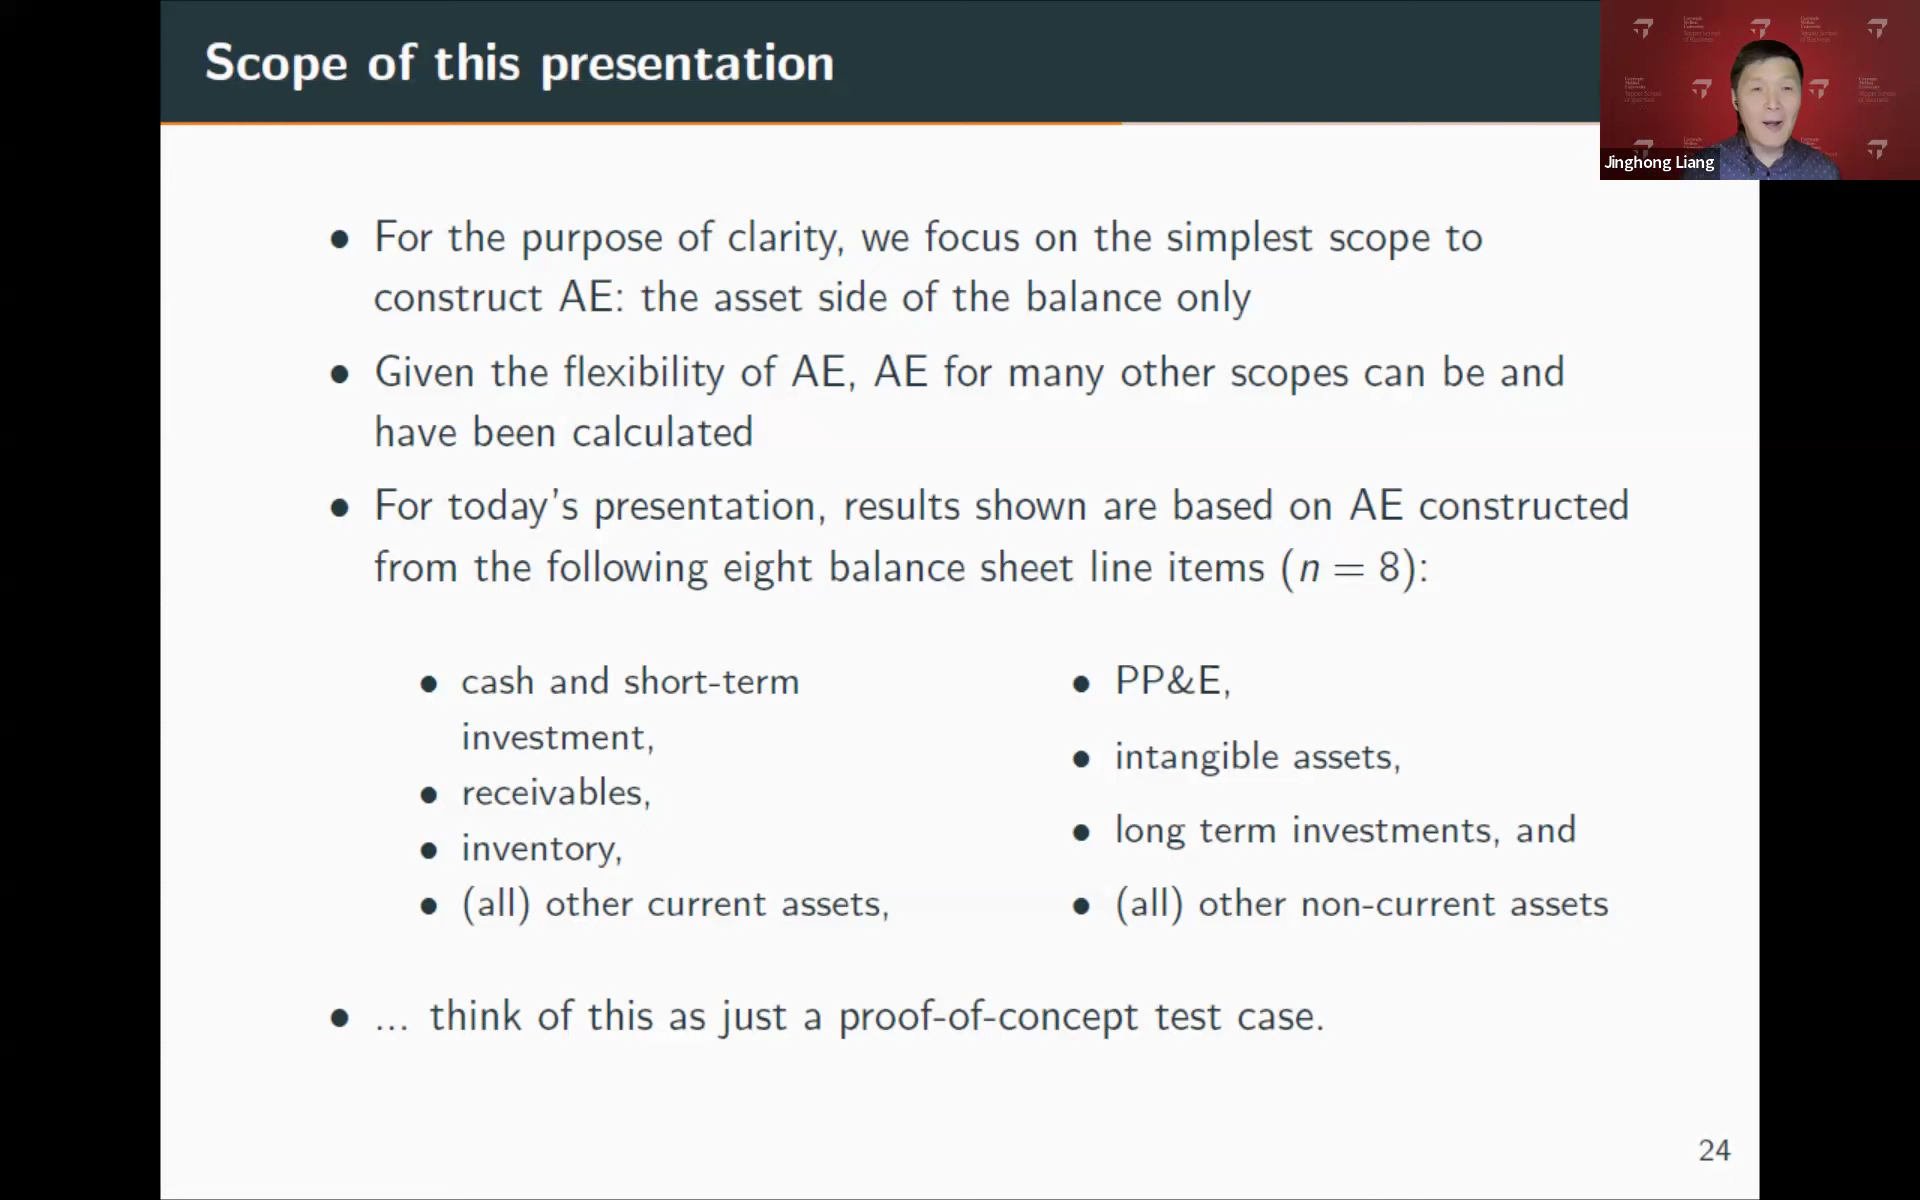 Scope of this presentation
Jinghong Liang
● For the purpose of clarity, we focus on the simplest scope to
construct AE: the asset side of the balance only
● Given the flexibility of AE, AE for many other scopes can be and
have been calculated
● For today's presentation, results shown are based on AE constructed
from the following eight balance sheet line items (n = 8):
● cash and short-term
investment,
● receivables,
● inventory,
● (all) other current assets,
● PP&E,
● intangible assets,
● long term investments, and
● (all) other non-current assets
● ... think of this as just a proof-of-concept test case.
24